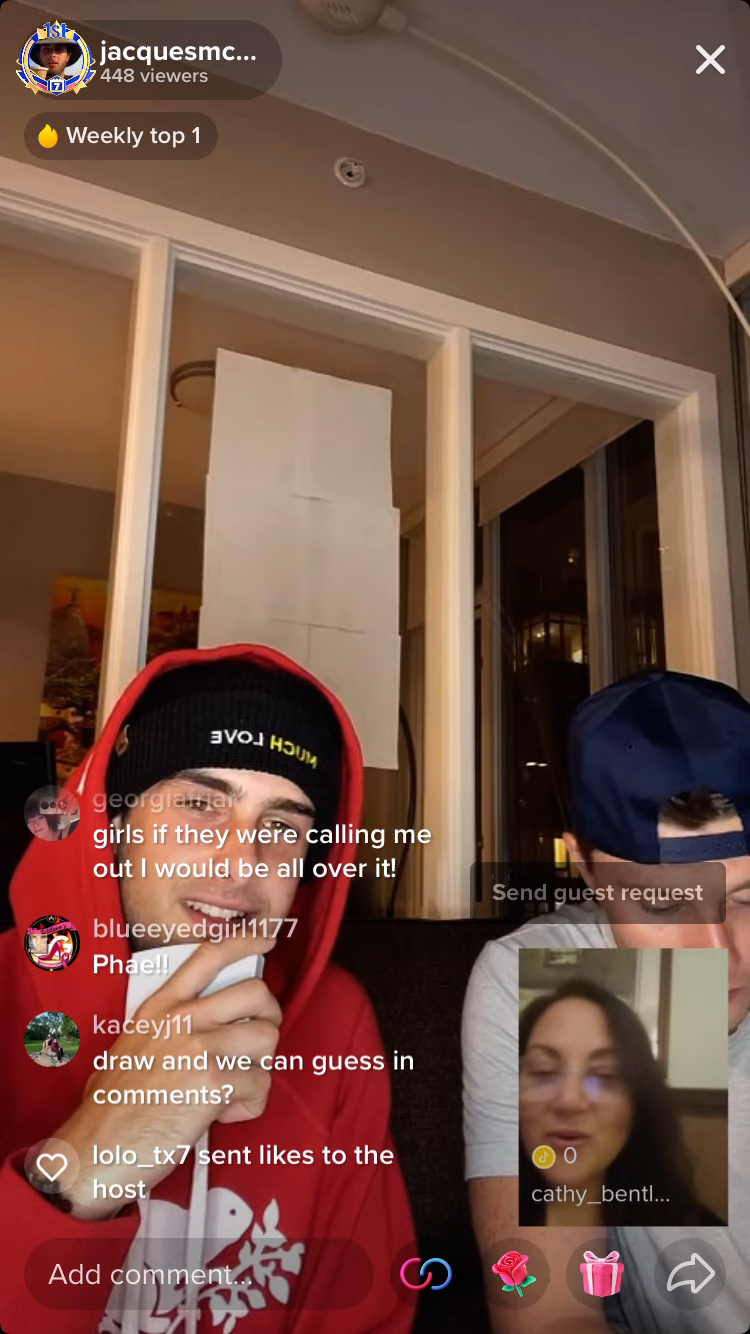 1ST
7
jacquesmc...
448 viewers
Weekly top 1
MUCH LOVE
georgiafriar
girls if they were calling me
out I would be all over it!
Send guest request
blueeyedgirl1177
Phae!!
kaceyj11
draw and we can guess in
comments?
lolo_tx7 sent likes to the
host
0
cathy_bentl...
Add comment...